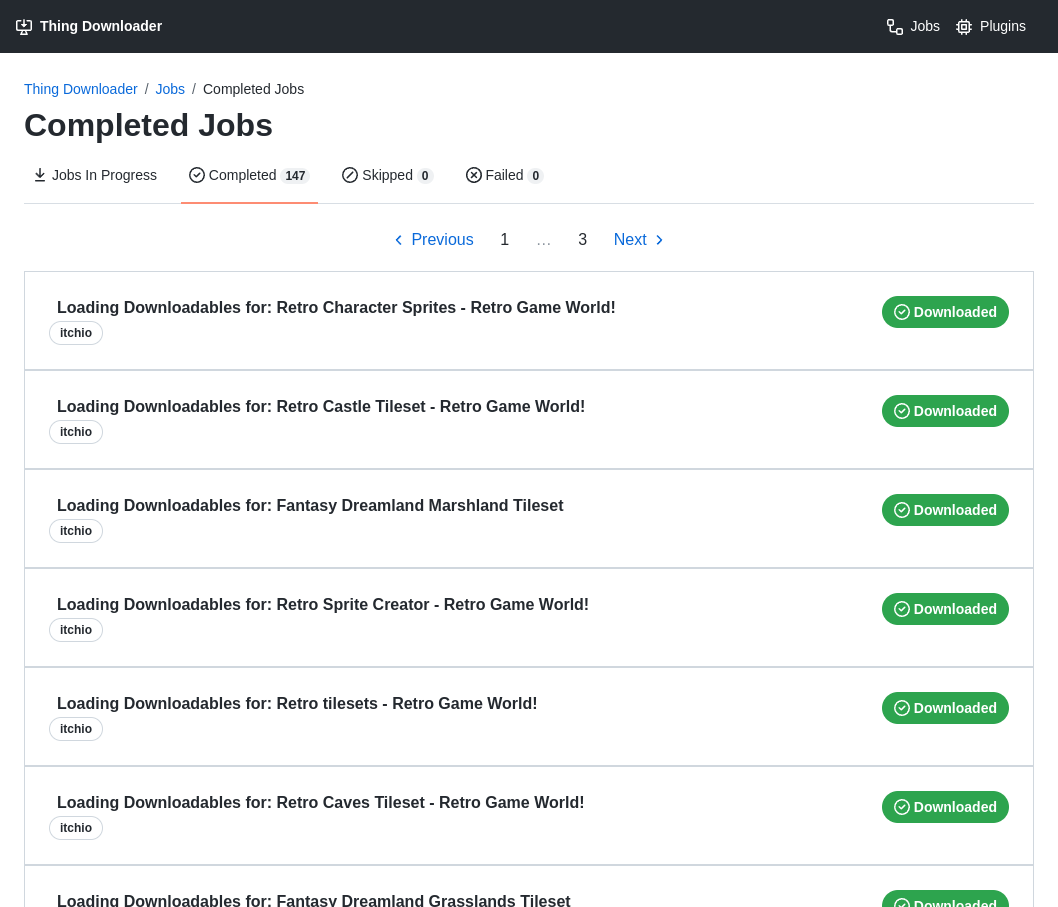 Thing Downloader Jobs Plugins
Thing Downloader / Jobs / Completed Jobs
Completed Jobs
Jobs In Progress Completed 147 Skipped 0 Failed 0
Previous 1 … 3 Next
Loading Downloadables for: Retro Character Sprites - Retro Game World! Downloaded
itchio
Loading Downloadables for: Retro Castle Tileset - Retro Game World! Downloaded
itchio
Loading Downloadables for: Fantasy Dreamland Marshland Tileset Downloaded
itchio
Loading Downloadables for: Retro Sprite Creator - Retro Game World! Downloaded
itchio
Loading Downloadables for: Retro tilesets - Retro Game World! Downloaded
itchio
Loading Downloadables for: Retro Caves Tileset - Retro Game World! Downloaded
itchio
Loading Downloadables for: Fantasy Dreamland Grasslands Tileset Downloaded